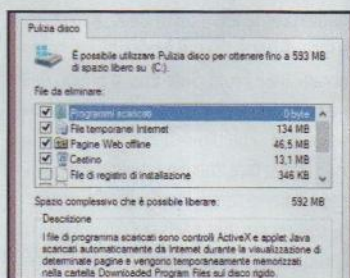 Pulizia disco
È possibile utilizzare Pulizia disco per ottenere fino a 593 MB
di spazio libero su (C:).
File da eliminare:
Programmi scaricati 0 byte
File temporanei Internet 134 MB
Pagine Web offline 46,5 MB
Cestino 13,1 MB
File di registro di installazione 346 KB
Spazio complessivo che è possibile liberare: 592 MB
Descrizione
I file di programma scaricati sono controlli ActiveX e applet Java
scaricati automaticamente da Internet durante la visualizzazione di
determinate pagine e vengono temporaneamente memorizzati
nella cartella Downloaded Program Files sul disco rigido.